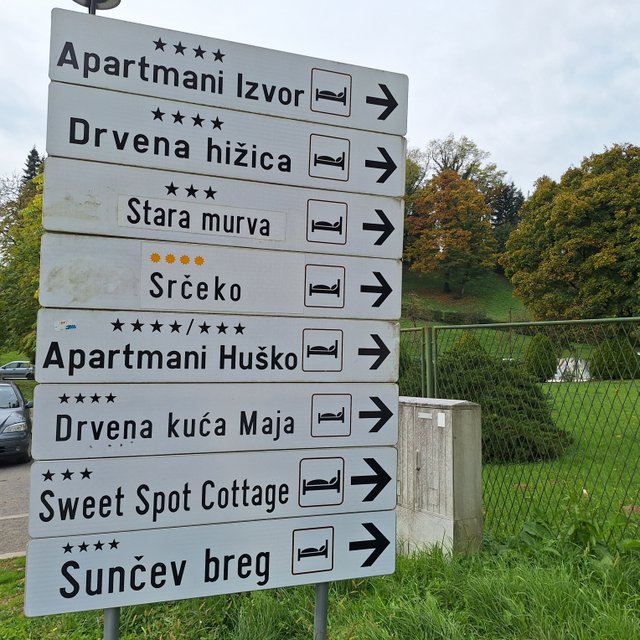 Apartmani Izvor
Drvena hižica
Stara murva
Srčeko
Apartmani Huško
Drvena kuća Maja
Sweet Spot Cottage
Sunčev breg